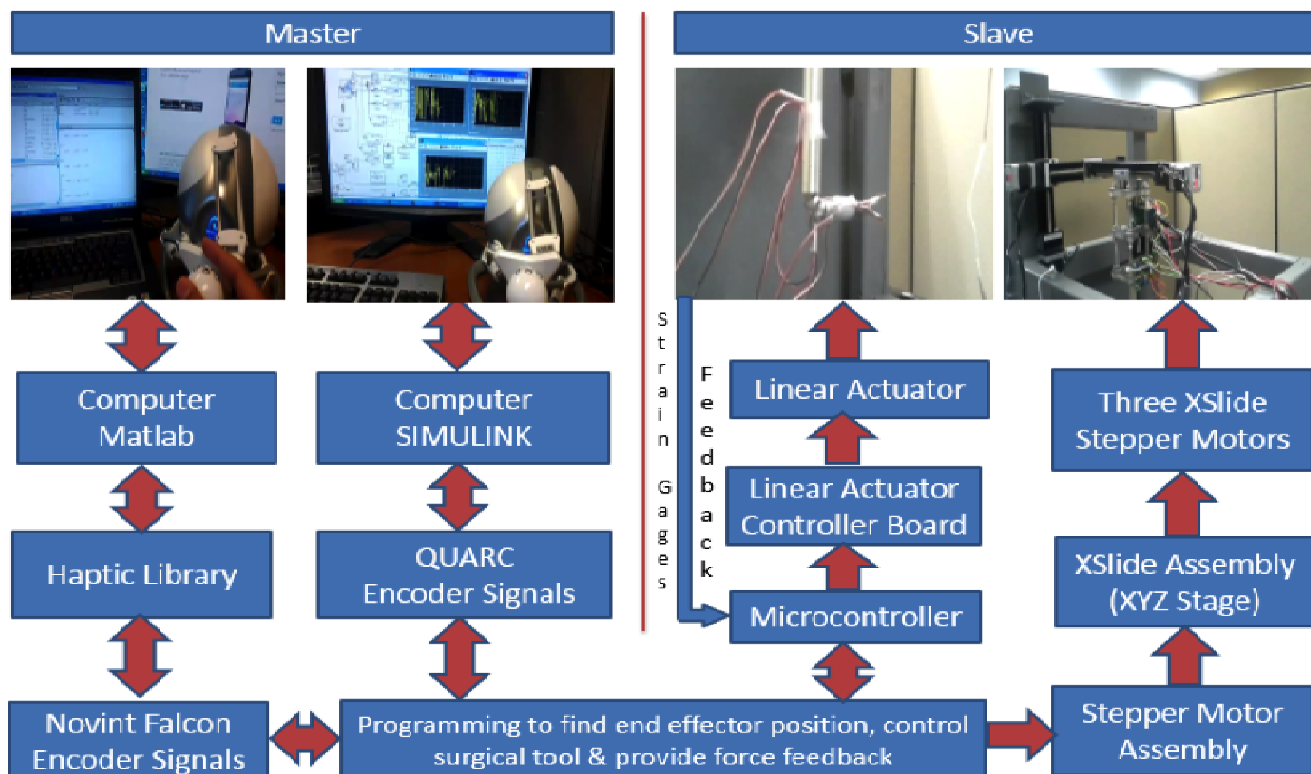 Master
Slave
Computer
Matlab
Computer
SIMULINK
Strain Gages
Feedback
Linear Actuator
Three XSlide
Stepper Motors
Haptic Library
QUARC
Encoder Signals
Linear Actuator
Controller Board
XSlide Assembly
(XYZ Stage)
Microcontroller
Novint Falcon
Encoder Signals
Programming to find end effector position, control
surgical tool & provide force feedback
Stepper Motor
Assembly